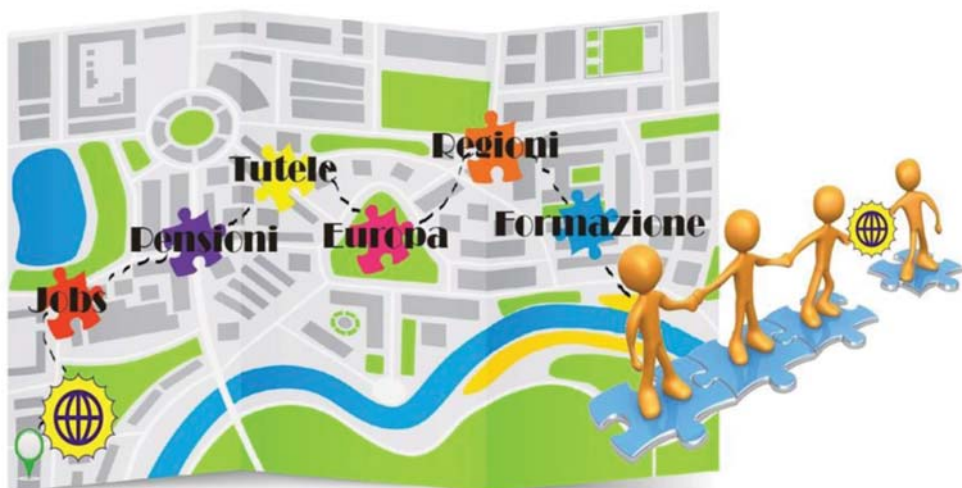 Jobs
Pensioni
Tutele
Europa
Regioni
Formazione